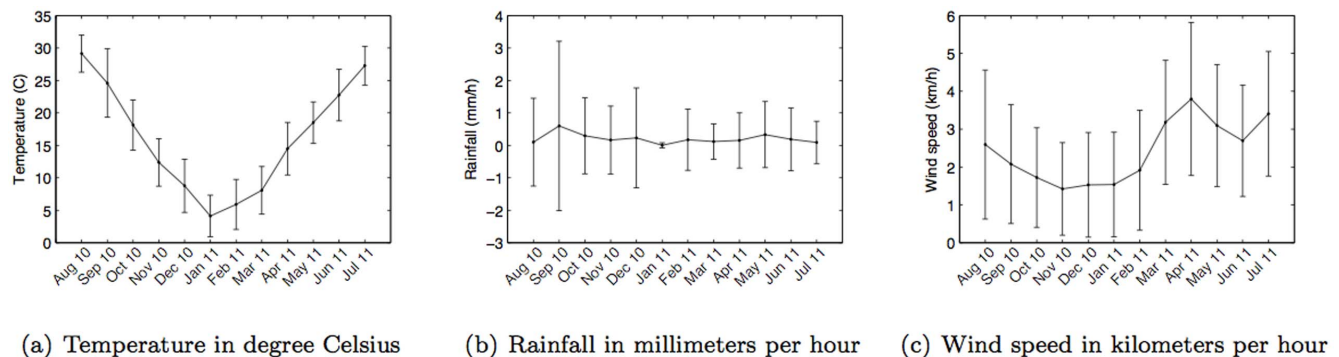 35
30
25
20
15
10
5
0
Temperature (C)
Aug 10
Sep 10
Oct 10
Nov 10
Dec 10
Jan 11
Feb 11
Mar 11
Apr 11
May 11
Jun 11
Jul 11
(a) Temperature in degree Celsius
4
3
2
1
0
−1
−2
−3
Rainfall (mm/h)
Aug 10
Sep 10
Oct 10
Nov 10
Dec 10
Jan 11
Feb 11
Mar 11
Apr 11
May 11
Jun 11
Jul 11
(b) Rainfall in millimeters per hour
6
5
4
3
2
1
0
Wind speed (km/h)
Aug 10
Sep 10
Oct 10
Nov 10
Dec 10
Jan 11
Feb 11
Mar 11
Apr 11
May 11
Jun 11
Jul 11
(c) Wind speed in kilometers per hour